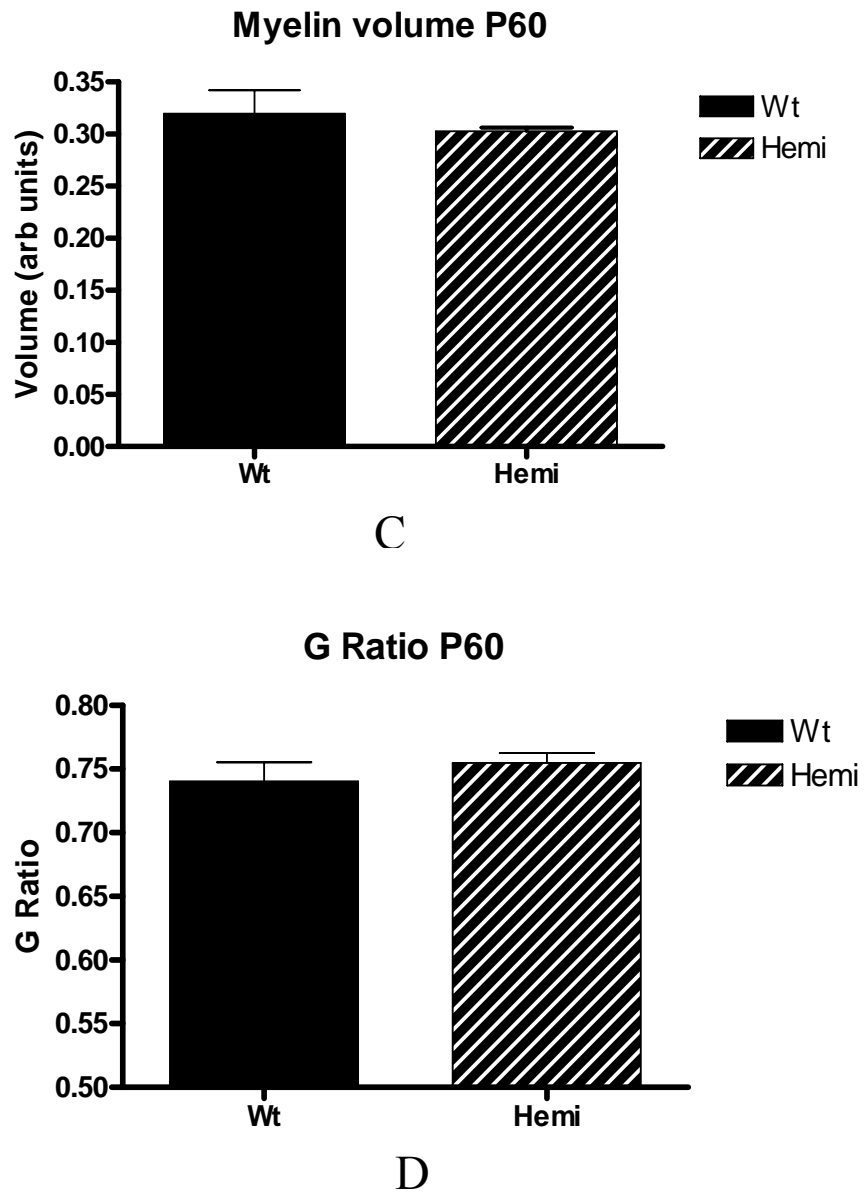 Myelin volume P60
Volume (arb units)
0.35
0.30
0.25
0.20
0.15
0.10
0.05
0.00
Wt
Hemi
Wt
Hemi
C
G Ratio P60
G Ratio
0.80
0.75
0.70
0.65
0.60
0.55
0.50
Wt
Hemi
Wt
Hemi
D